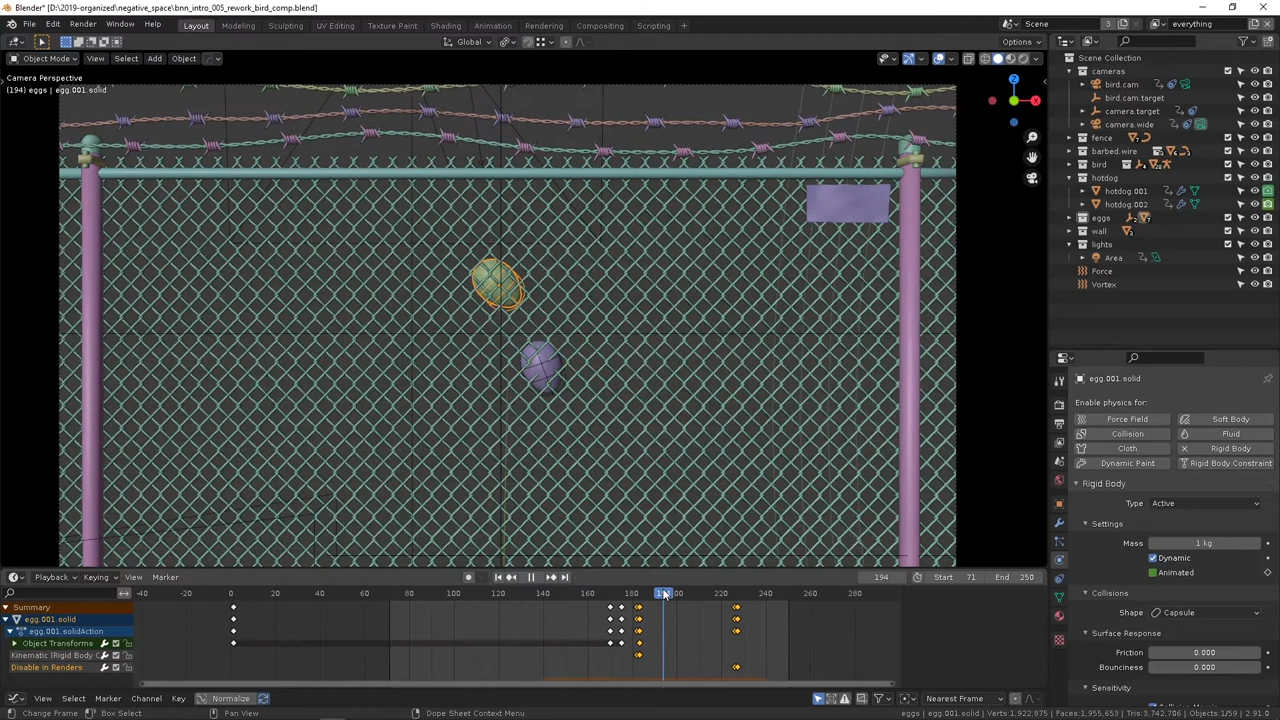 Blender* [D:\2019-organized\negative_space\bnn_intro_005_rework_bird_comp.blend]
File Edit Render Window Help Layout Modeling Sculpting UV Editing Texture Paint Shading Animation Rendering Compositing Scripting + Scene 3 everything
Global Options
Object Mode View Select Add Object
Camera Perspective
(194) eggs | egg.001.solid
Z
X
Scene Collection
cameras
bird.cam
bird.cam.target
camera.target
camera.wide
fence
barbed.wire
bird
hotdog
hotdog.001
hotdog.002
eggs
wall
lights
Area
Force
Vortex
egg.001.solid
Enable physics for:
Force Field Soft Body
Collision Fluid
Cloth Rigid Body
Dynamic Paint Rigid Body Constraint
Rigid Body
Type Active
Settings
Mass 1 kg
Dynamic
Animated
Collisions
Shape Capsule
Surface Response
Friction 0.000
Bounciness 0.000
Sensitivity
Playback Keying View Marker 194 Start 71 End 250
-40 -20 0 20 40 60 80 100 120 140 160 180 200 220 240 260 280
Summary
egg.001.solid
egg.001.solidAction
Object Transforms
Kinematic (Rigid Body C
Disable in Renders
View Select Marker Channel Key Normalize Nearest Frame
Change Frame Box Select Pan View Dope Sheet Context Menu eggs | egg.001.solid | Verts:1,922,875 | Faces:1,955,653 | Tris:3,742,706 | Objects:1/59 | 2.91.0